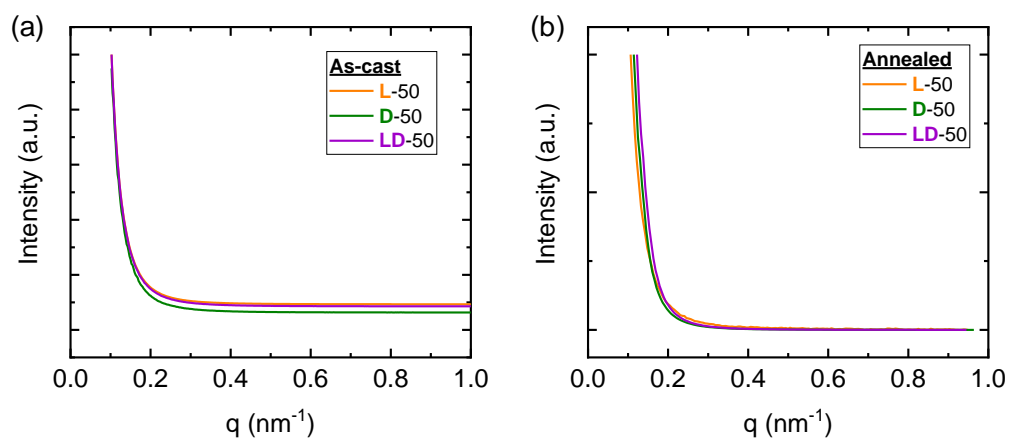 (a)
As-cast
L-50
D-50
LD-50
Intensity (a.u.)
0.0 0.2 0.4 0.6 0.8 1.0
q (nm⁻¹)
(b)
Annealed
L-50
D-50
LD-50
Intensity (a.u.)
0.0 0.2 0.4 0.6 0.8 1.0
q (nm⁻¹)